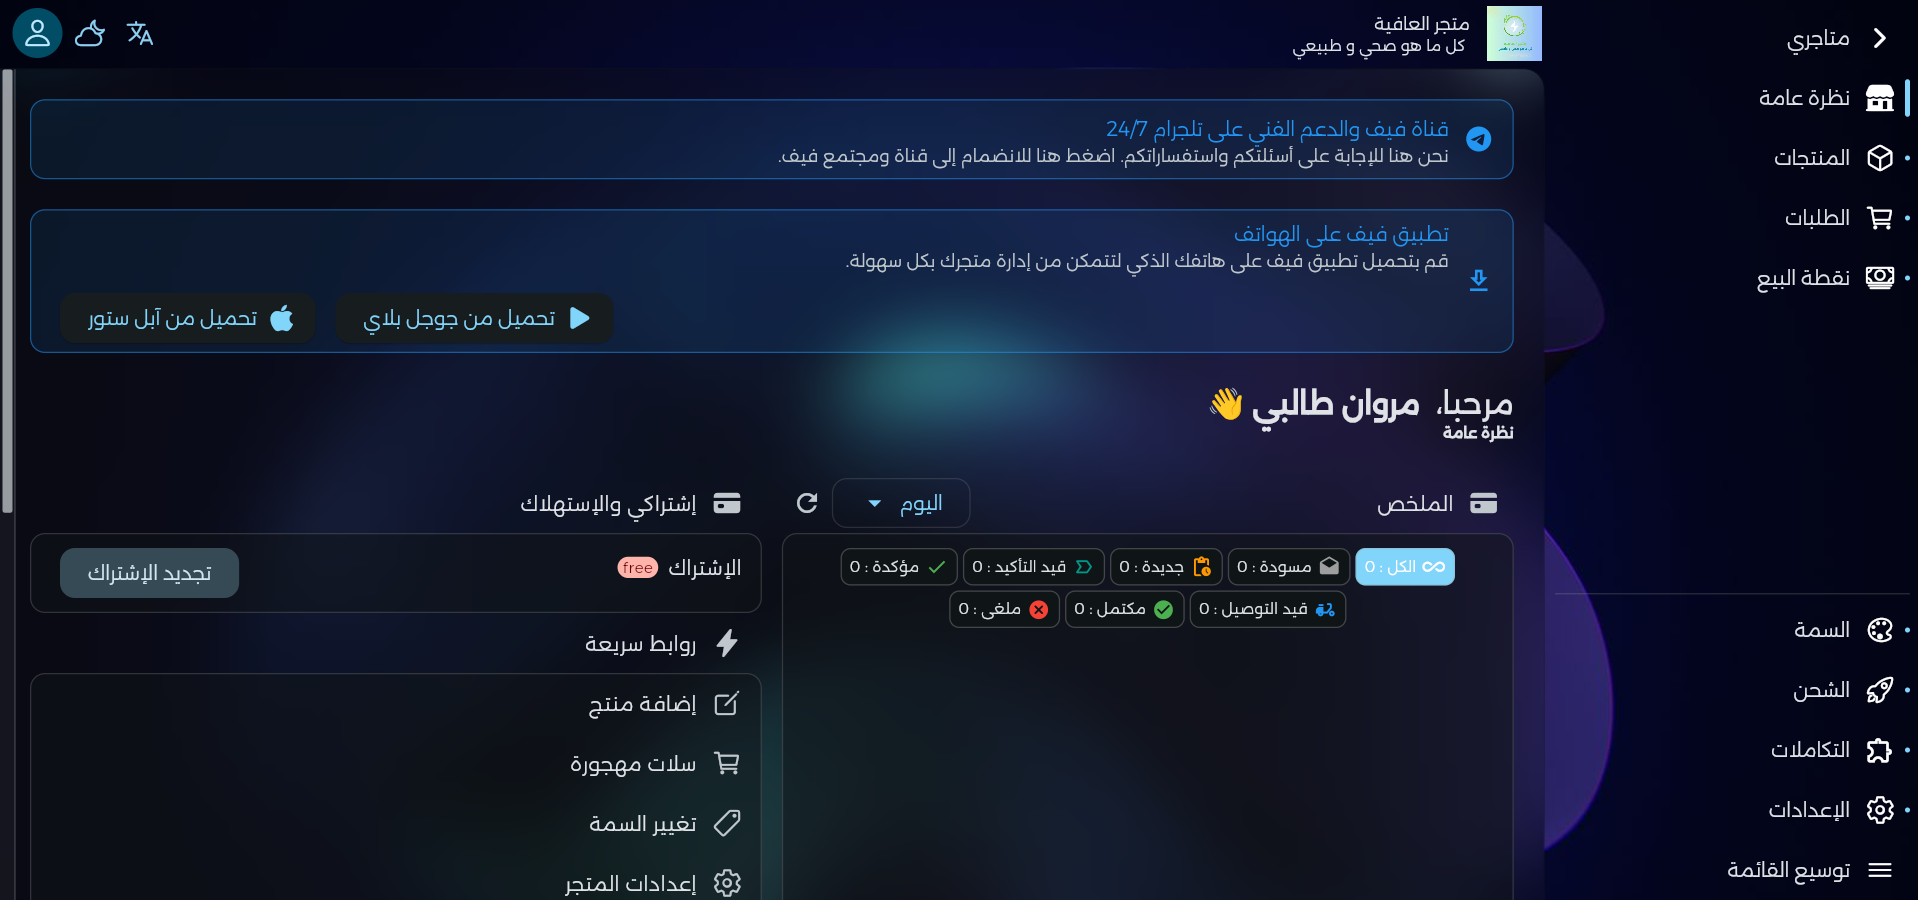 متجر العافية
كل ما هو صحي و طبيعي
متاجري
نظرة عامة
المنتجات
الطلبات
نقطة البيع
السمة
الشحن
التكاملات
الإعدادات
توسيع القائمة
قناة فيف والدعم الفني على تلجرام 24/7
نحن هنا للإجابة على أسئلتكم واستفساراتكم. اضغط هنا للانضمام إلى قناة ومجتمع فيف.
تطبيق فيف على الهواتف
قم بتحميل تطبيق فيف على هاتفك الذكي لتتمكن من إدارة متجرك بكل سهولة.
تحميل من جوجل بلاي
تحميل من آبل ستور
مرحبا، مروان طالبي 👋
نظرة عامة
الملخص
اليوم
الكل : 0
مسودة : 0
جديدة : 0
قيد التأكيد : 0
مؤكدة : 0
قيد التوصيل : 0
مكتمل : 0
ملغى : 0
إشتراكي والإستهلاك
الإشتراك free
تجديد الإشتراك
روابط سريعة
إضافة منتج
سلات مهجورة
تغيير السمة
إعدادات المتجر